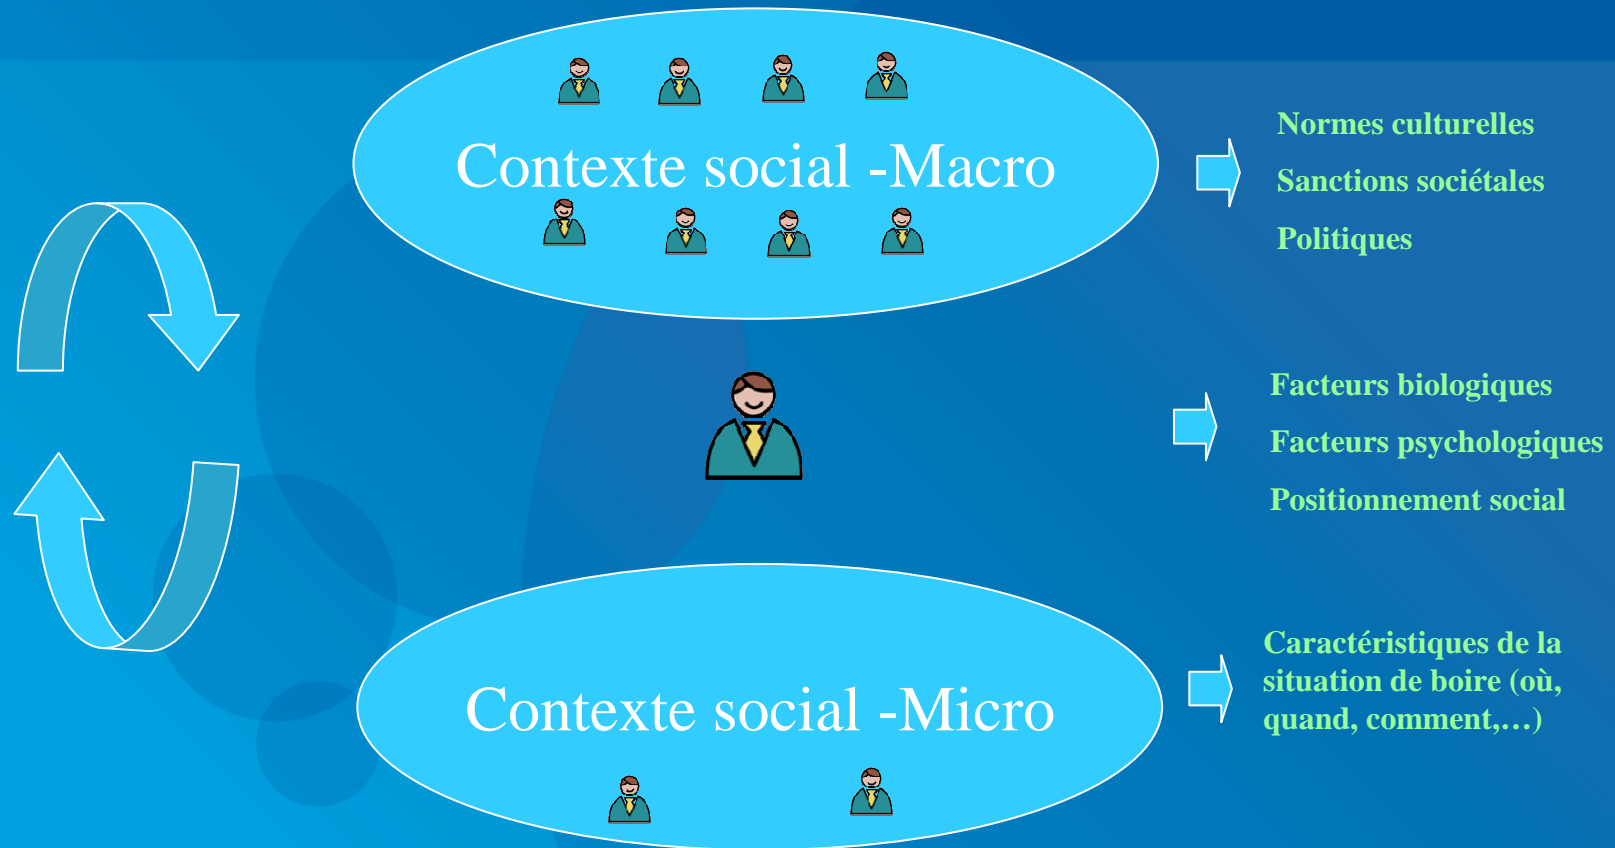 Contexte social -Macro
Normes culturelles
Sanctions sociétales
Politiques
Facteurs biologiques
Facteurs psychologiques
Positionnement social
Contexte social -Micro
Caractéristiques de la
situation de boire (où,
quand, comment,...)